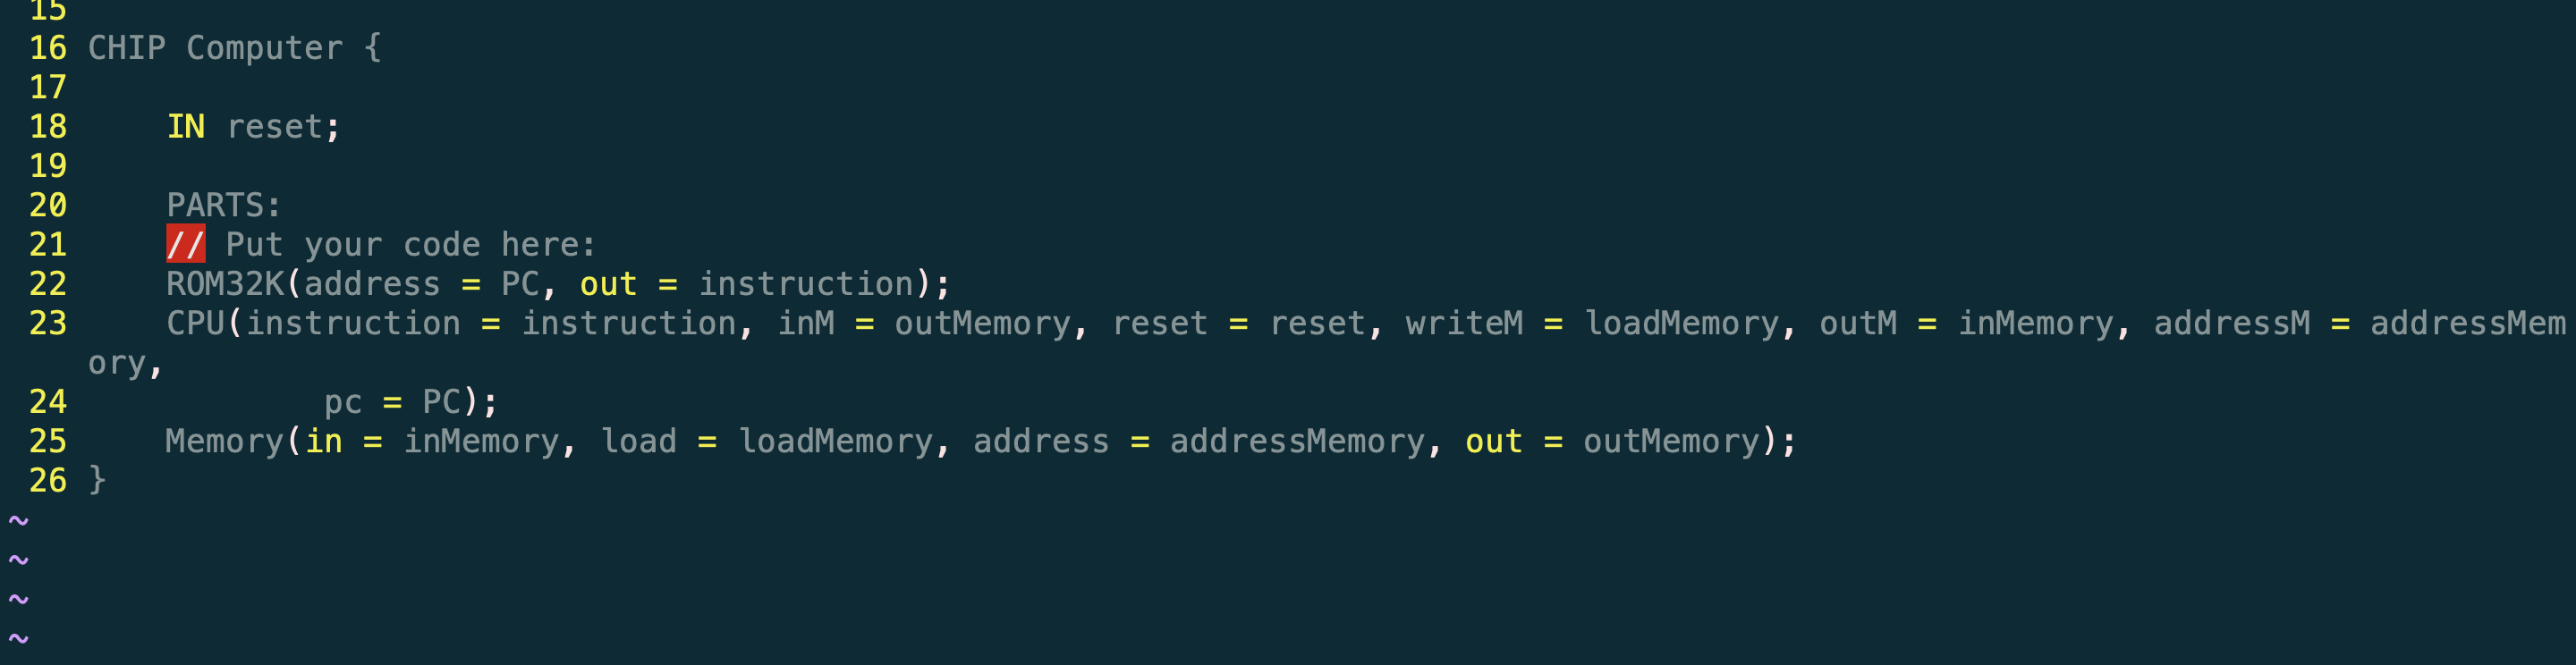 15
16 CHIP Computer {
17
18     IN reset;
19
20     PARTS:
21     // Put your code here:
22     ROM32K(address = PC, out = instruction);
23     CPU(instruction = instruction, inM = outMemory, reset = reset, writeM = loadMemory, outM = inMemory, addressM = addressMem
ory,
24             pc = PC);
25     Memory(in = inMemory, load = loadMemory, address = addressMemory, out = outMemory);
26 }
~
~
~
~